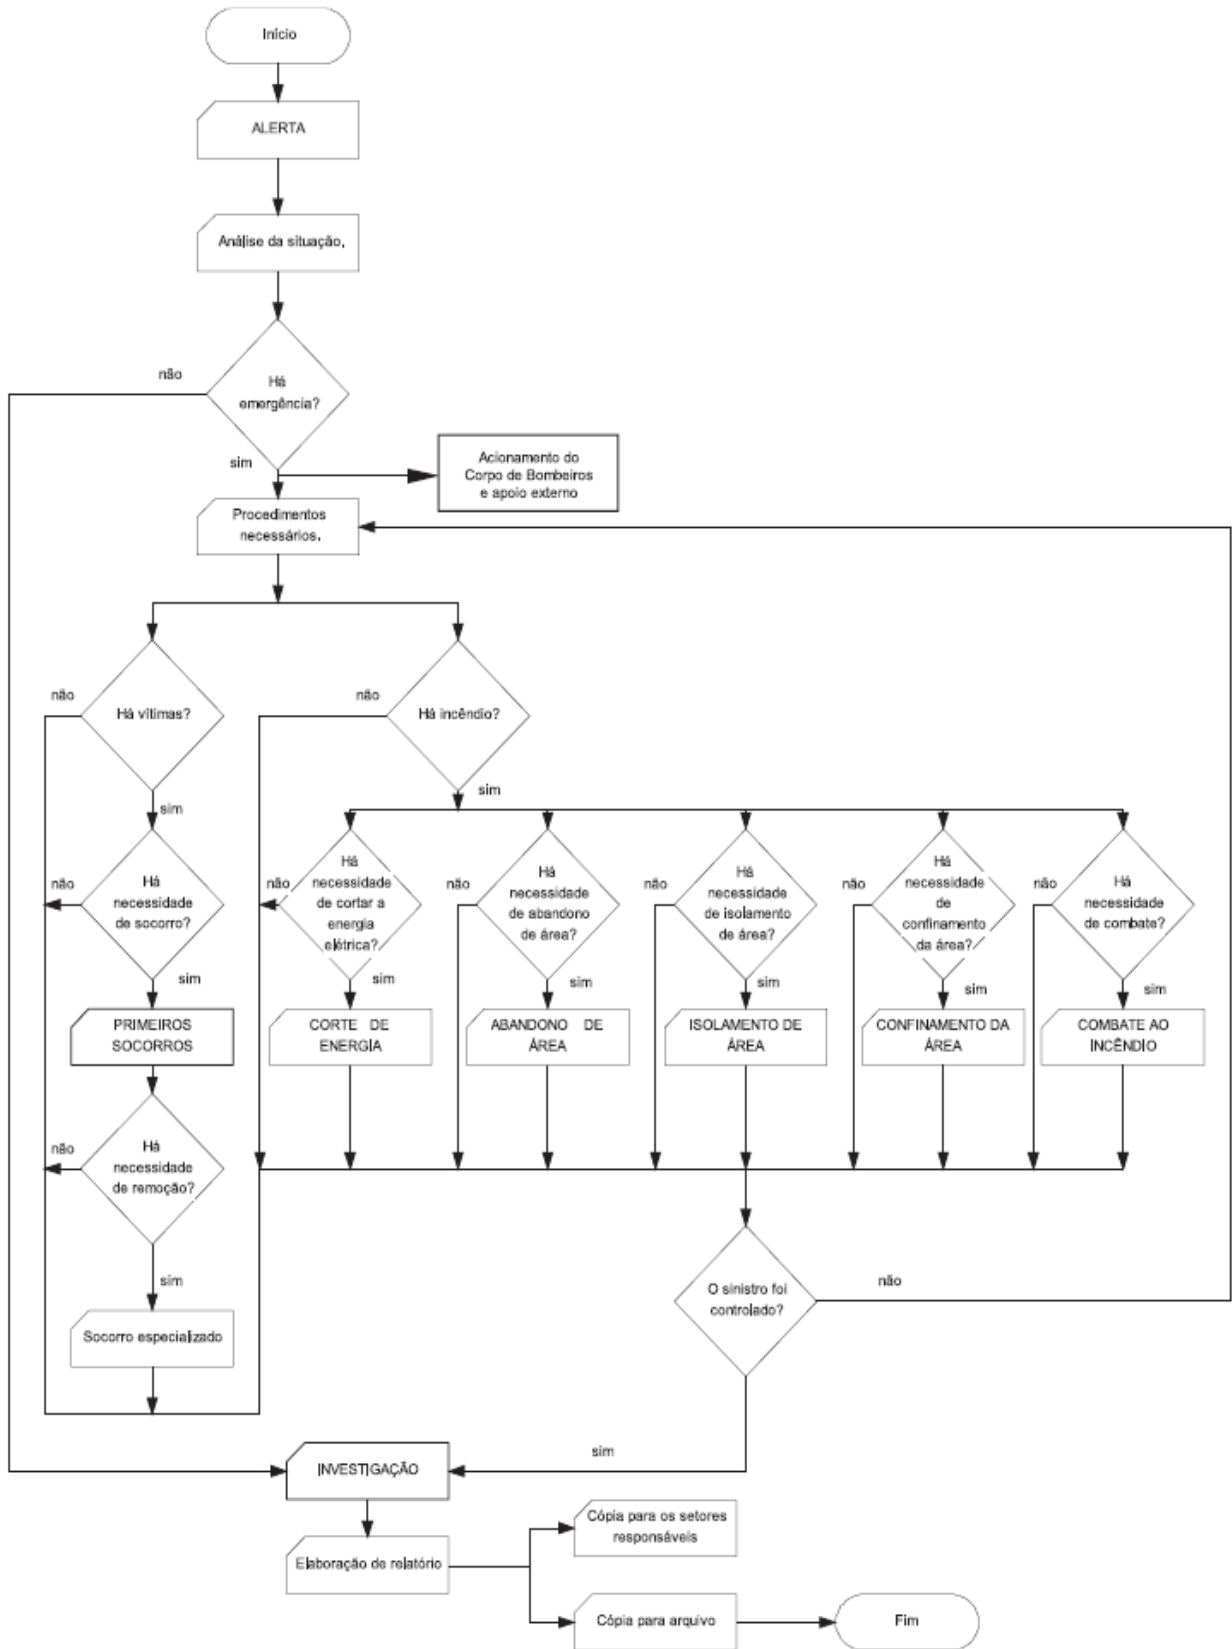 Início
ALERTA
Análise da situação.
não
Há
emergência?
sim
Acionamento do
Corpo de Bombeiros
e apoio externo
Procedimentos
necessários.
não
Há vítimas?
sim
não
Há incêndio?
sim
não
Há
necessidade
de socorro?
sim
não
Há
necessidade
de cortar a
energia
elétrica?
sim
não
Há
necessidade
de abandono
de área?
sim
não
Há
necessidade
de isolamento
de área?
sim
não
Há
necessidade
de
confinamento
da área?
sim
não
Há
necessidade
de combate?
sim
PRIMEIROS
SOCORROS
CORTE DE
ENERGIA
ABANDONO DE
ÁREA
ISOLAMENTO DE
ÁREA
CONFINAMENTO DA
ÁREA
COMBATE AO
INCÊNDIO
não
Há
necessidade
de remoção?
sim
Socorro especializado
O sinistro foi
controlado?
não
sim
INVESTIGAÇÃO
Elaboração de relatório
Cópia para os setores
responsáveis
Cópia para arquivo
Fim